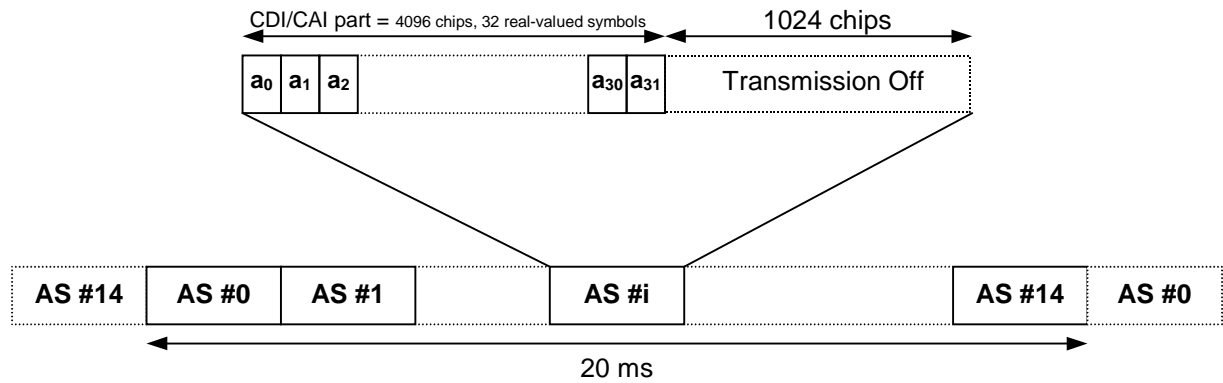 CDI/CAI part = 4096 chips, 32 real-valued symbols 1024 chips
a0 a1 a2 a30 a31 Transmission Off
AS #14 AS #0 AS #1 AS #i AS #14 AS #0
20 ms